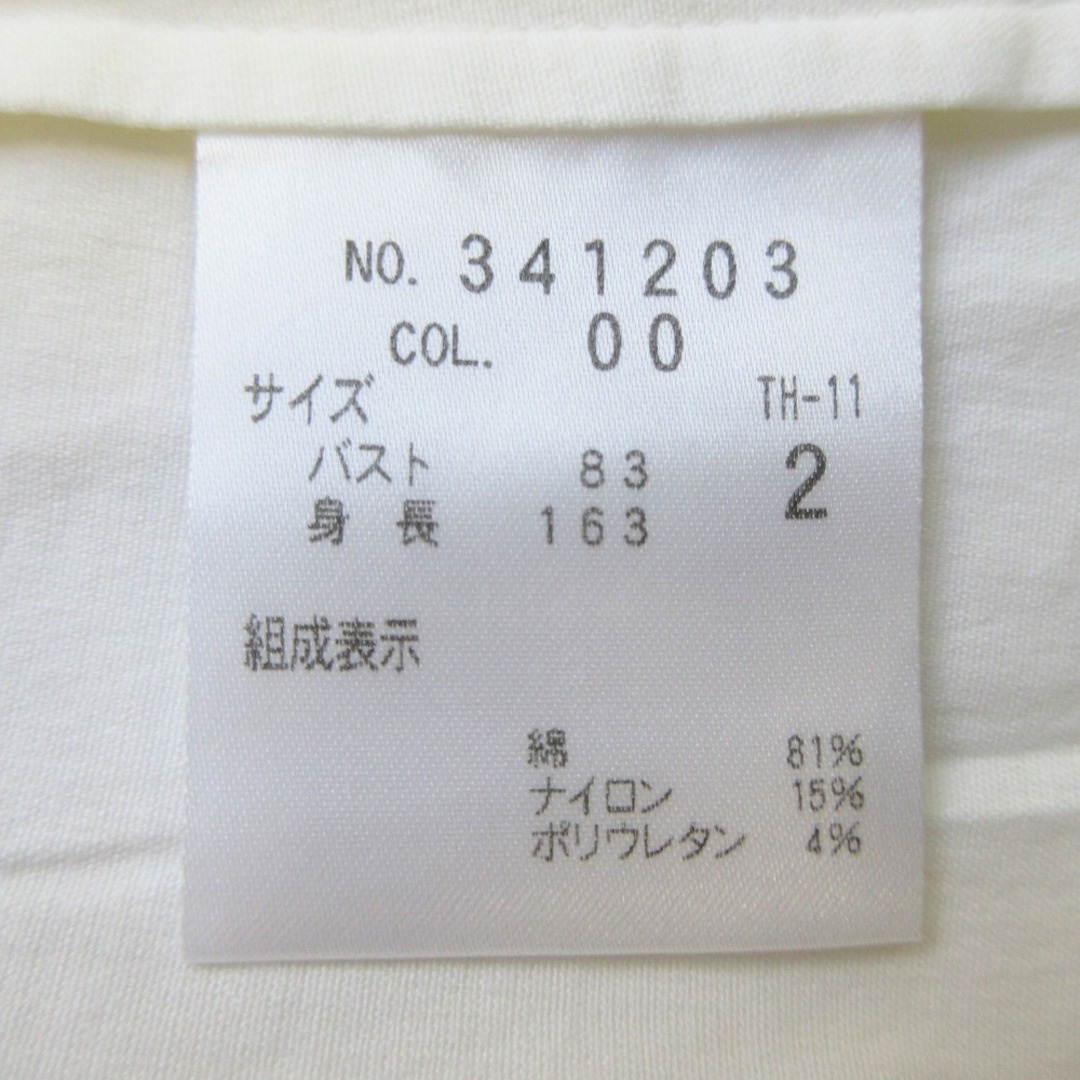 NO. 341203
COL. 00
サイズ TH-11
バスト 83 2
身長 163
組成表示
綿 81%
ナイロン 15%
ポリウレタン 4%